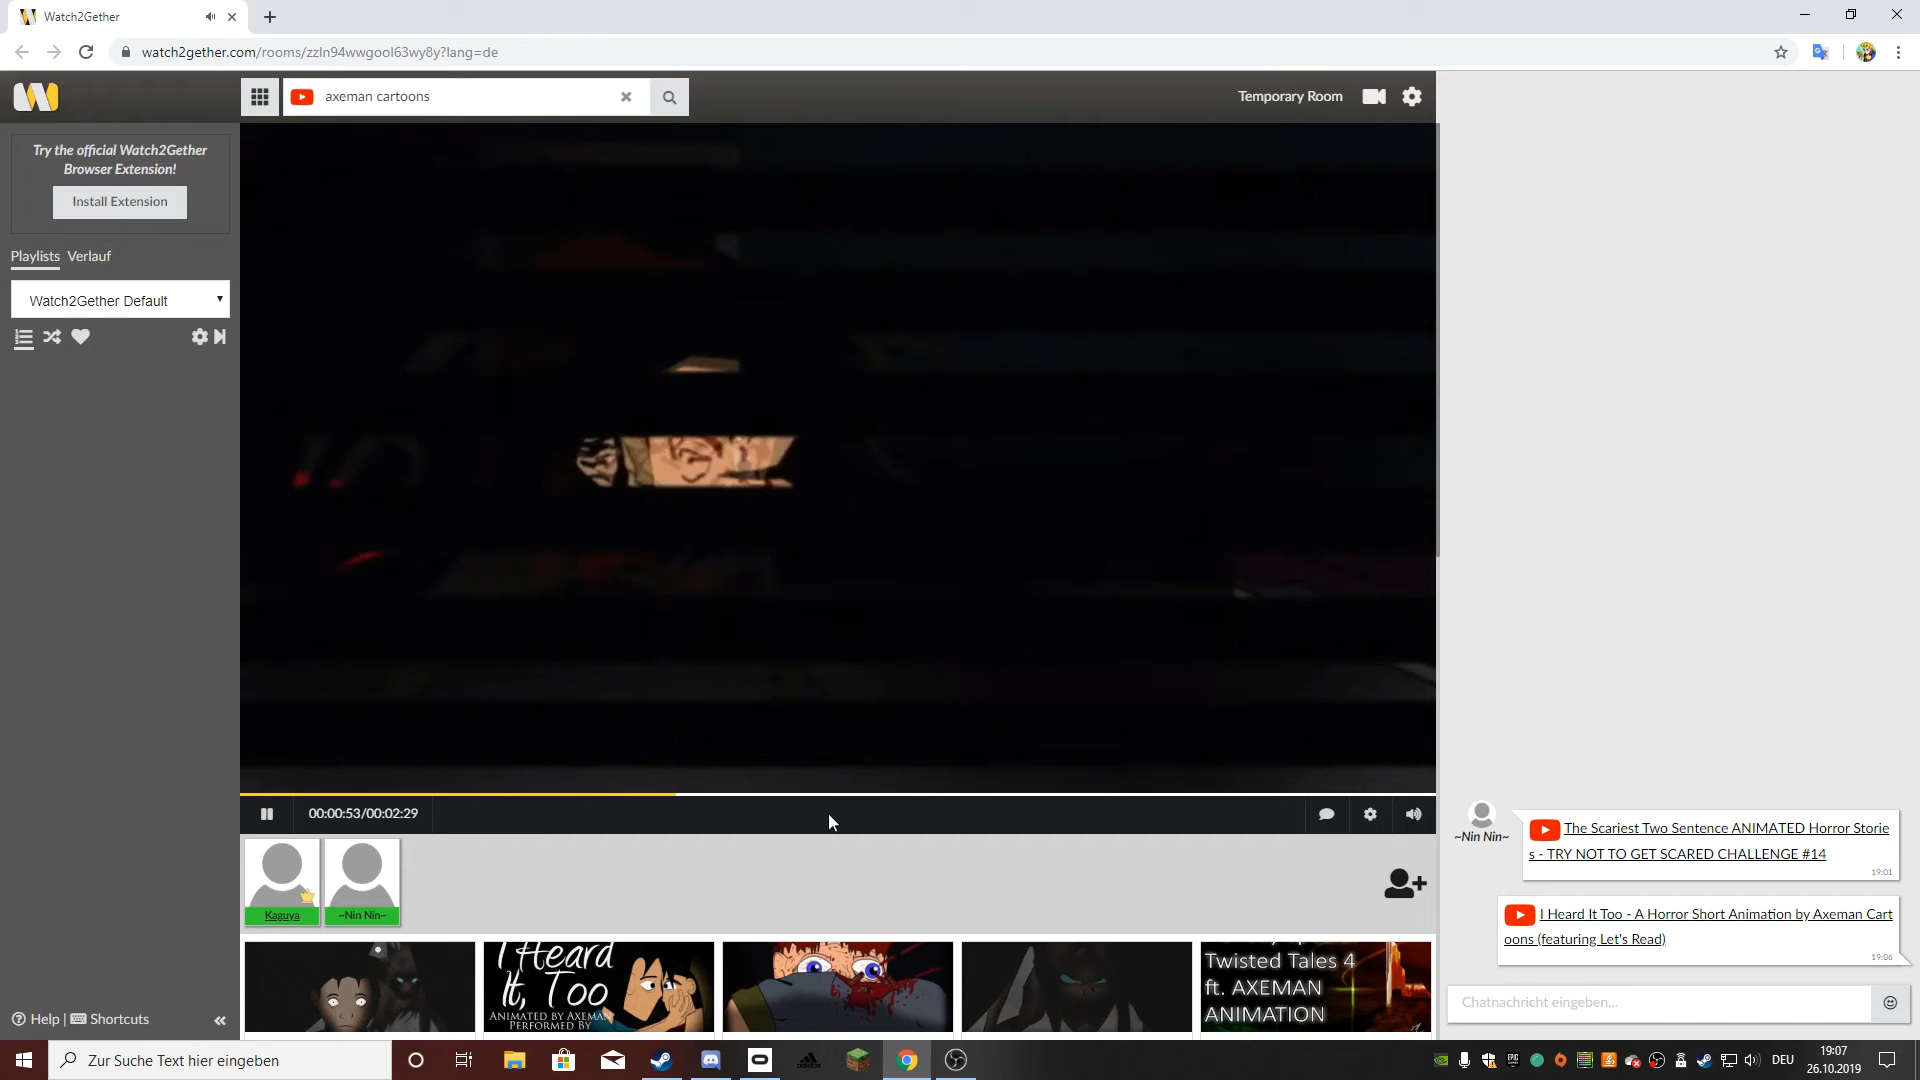 Watch2Gether
watch2gether.com/rooms/zzln94wwgool63wy8y?lang=de
axeman cartoons
Temporary Room
Try the official Watch2Gether
Browser Extension!
Install Extension
Playlists Verlauf
Watch2Gether Default
00:00:53/00:02:29
Kaguya
~Nin Nin~
~Nin Nin~
The Scariest Two Sentence ANIMATED Horror Storie
s - TRY NOT TO GET SCARED CHALLENGE #14
19:01
I Heard It Too - A Horror Short Animation by Axeman Cart
oons (featuring Let's Read)
19:06
I Heard
It, Too
ANIMATED BY AXEMAN
PERFORMED BY
Twisted Tales 4
ft. AXEMAN
ANIMATION
Chatnachricht eingeben...
Help | Shortcuts
Zur Suche Text hier eingeben
adidas
EPIC
DEU
19:07
26.10.2019